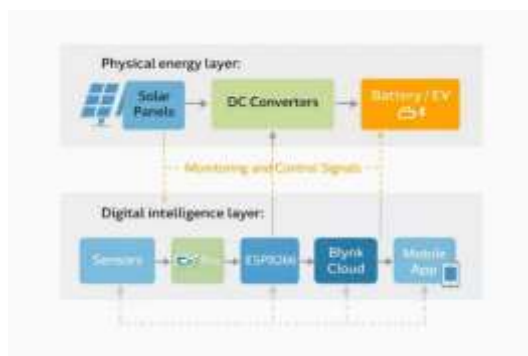 Physical energy layer:
Solar
Panels
DC Converters
Battery / EV
Monitoring and Control Signals
Digital intelligence layer:
Sensors
ESP8266
Blynk
Cloud
Mobile
App